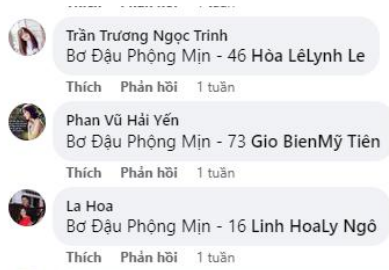 Trần Trương Ngọc Trinh
Bơ Đậu Phộng Mịn - 46 Hòa LêLynh Le
Thích Phản hồi 1 tuần
Phan Vũ Hải Yến
Bơ Đậu Phộng Mịn - 73 Gio BienMỹ Tiên
Thích Phản hồi 1 tuần
La Hoa
Bơ Đậu Phộng Mịn - 16 Linh HoaLy Ngô
Thích Phản hồi 1 tuần